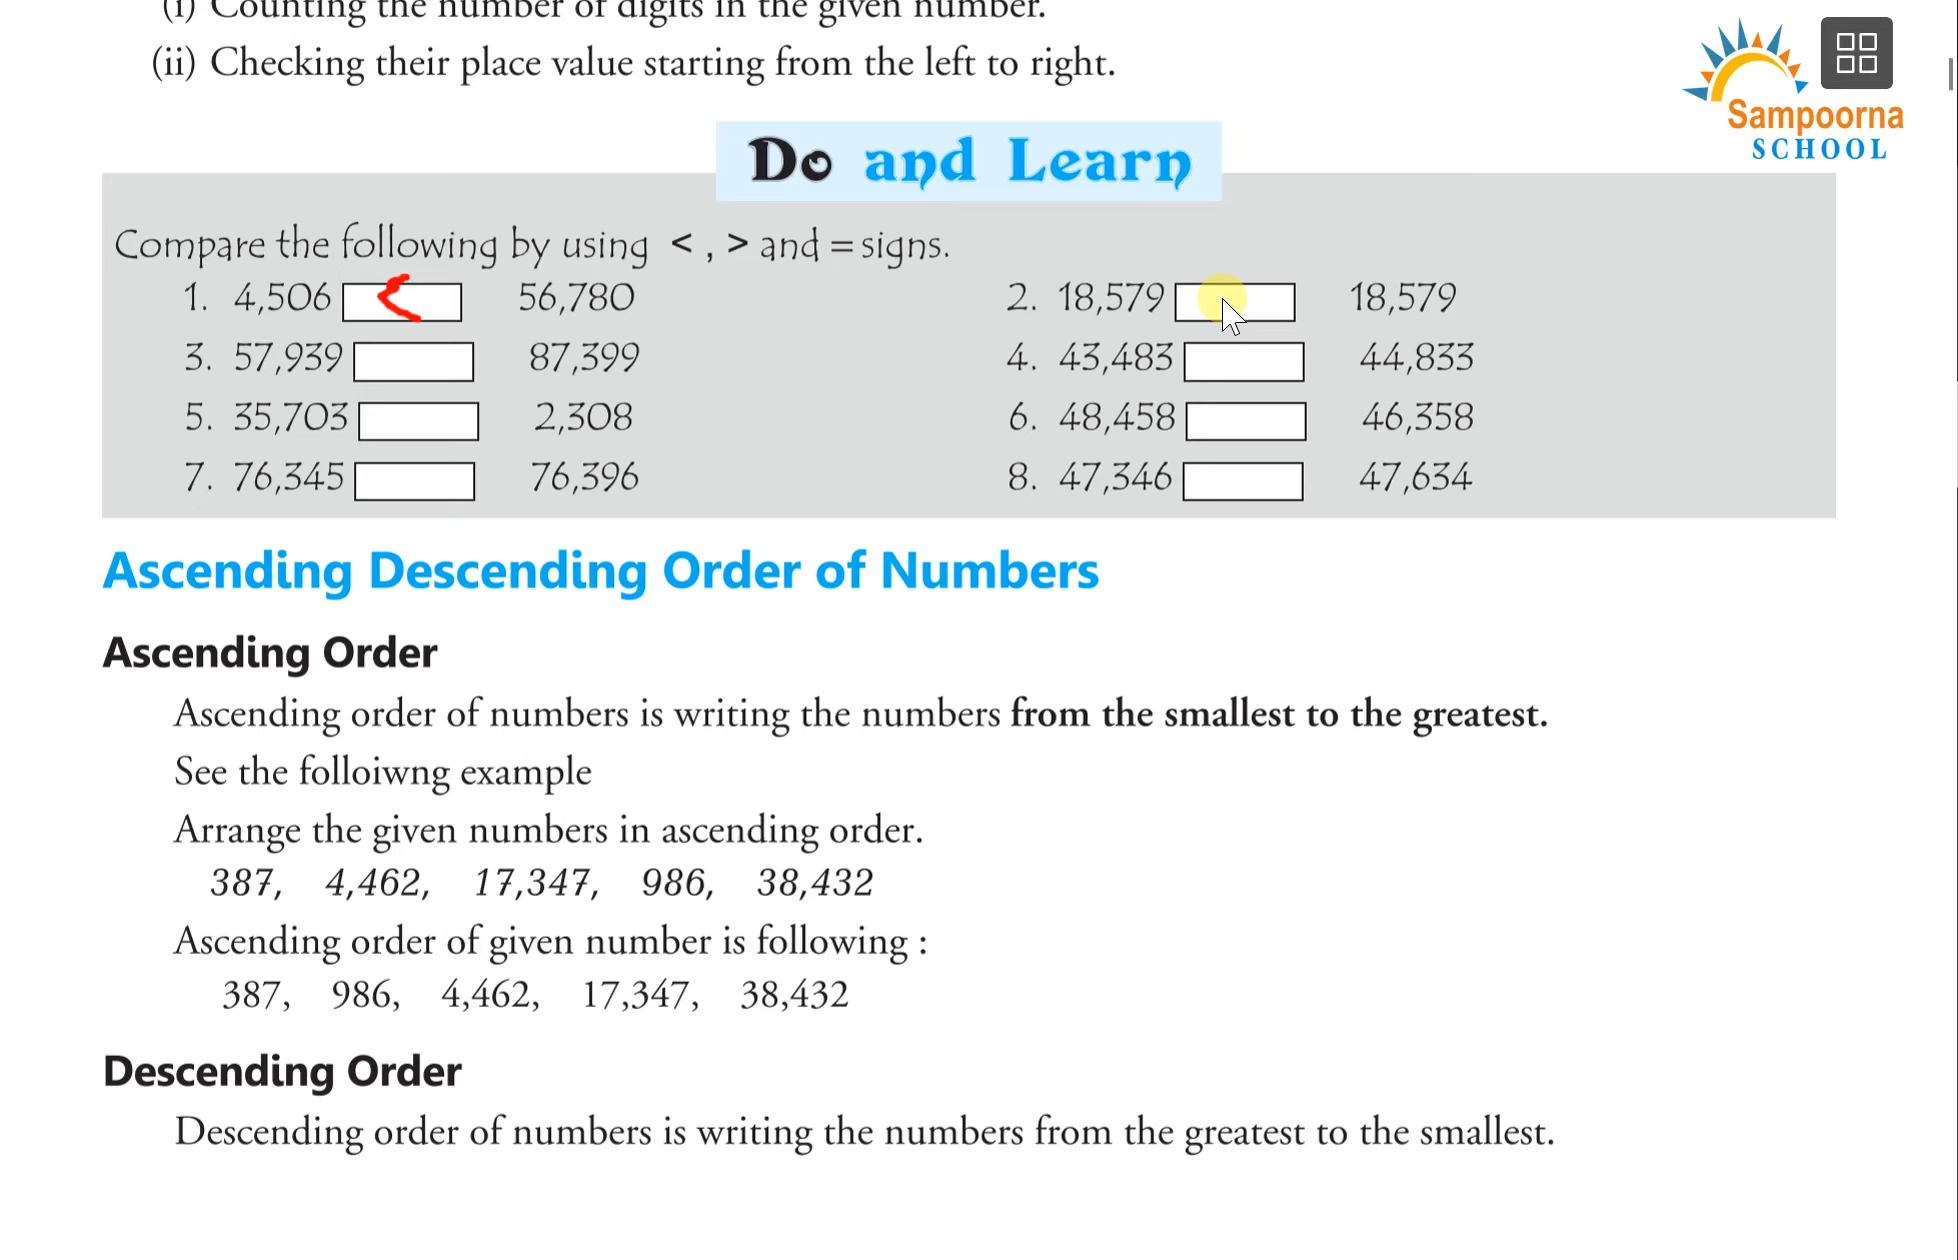 (i) Counting the number of digits in the given number.
(ii) Checking their place value starting from the left to right.
Sampoorna
SCHOOL
Do and Learn
Compare the following by using < , > and = signs.
1. 4,506 < 56,780 2. 18,579 18,579
3. 57,939 87,399 4. 43,483 44,833
5. 35,703 2,308 6. 48,458 46,358
7. 76,345 76,396 8. 47,346 47,634
Ascending Descending Order of Numbers
Ascending Order
Ascending order of numbers is writing the numbers from the smallest to the greatest.
See the folloiwng example
Arrange the given numbers in ascending order.
387, 4,462, 17,347, 986, 38,432
Ascending order of given number is following :
387, 986, 4,462, 17,347, 38,432
Descending Order
Descending order of numbers is writing the numbers from the greatest to the smallest.